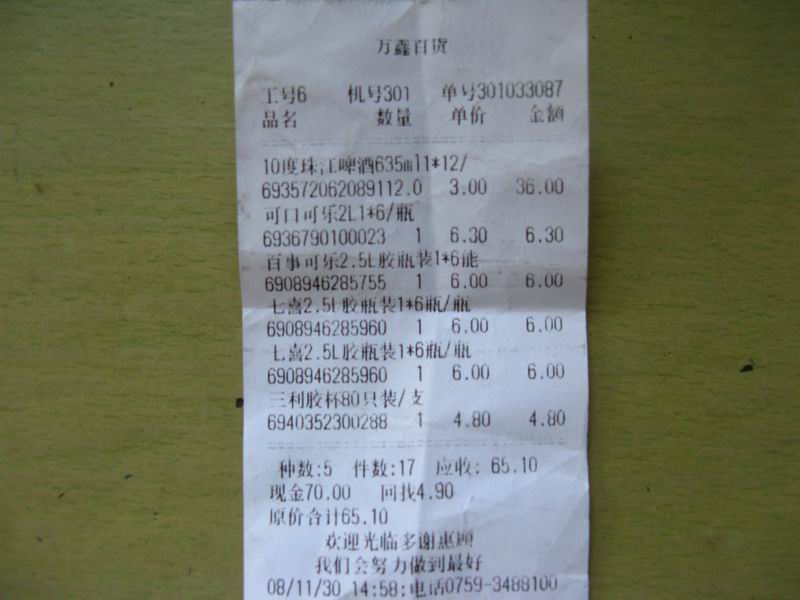 万鑫百货
工号6 机号301 单号301033087
品名 数量 单价 金额
10度珠江啤酒635ml1*12/
693572062089112.0 3.00 36.00
可口可乐2L1*6/瓶
6936790100023 1 6.30 6.30
百事可乐2.5L胶瓶装1*6能
6908946285755 1 6.00 6.00
七喜2.5L胶瓶装1*6瓶/瓶
6908946285960 1 6.00 6.00
七喜2.5L胶瓶装1*6瓶/瓶
6908946285960 1 6.00 6.00
三利胶杯80只装/支
6940352300288 1 4.80 4.80
种数:5 件数:17 应收: 65.10
现金70.00 回找4.90
原价合计65.10
欢迎光临多谢惠顾
我们会努力做到最好
08/11/30 14:58:电话0759-3488100